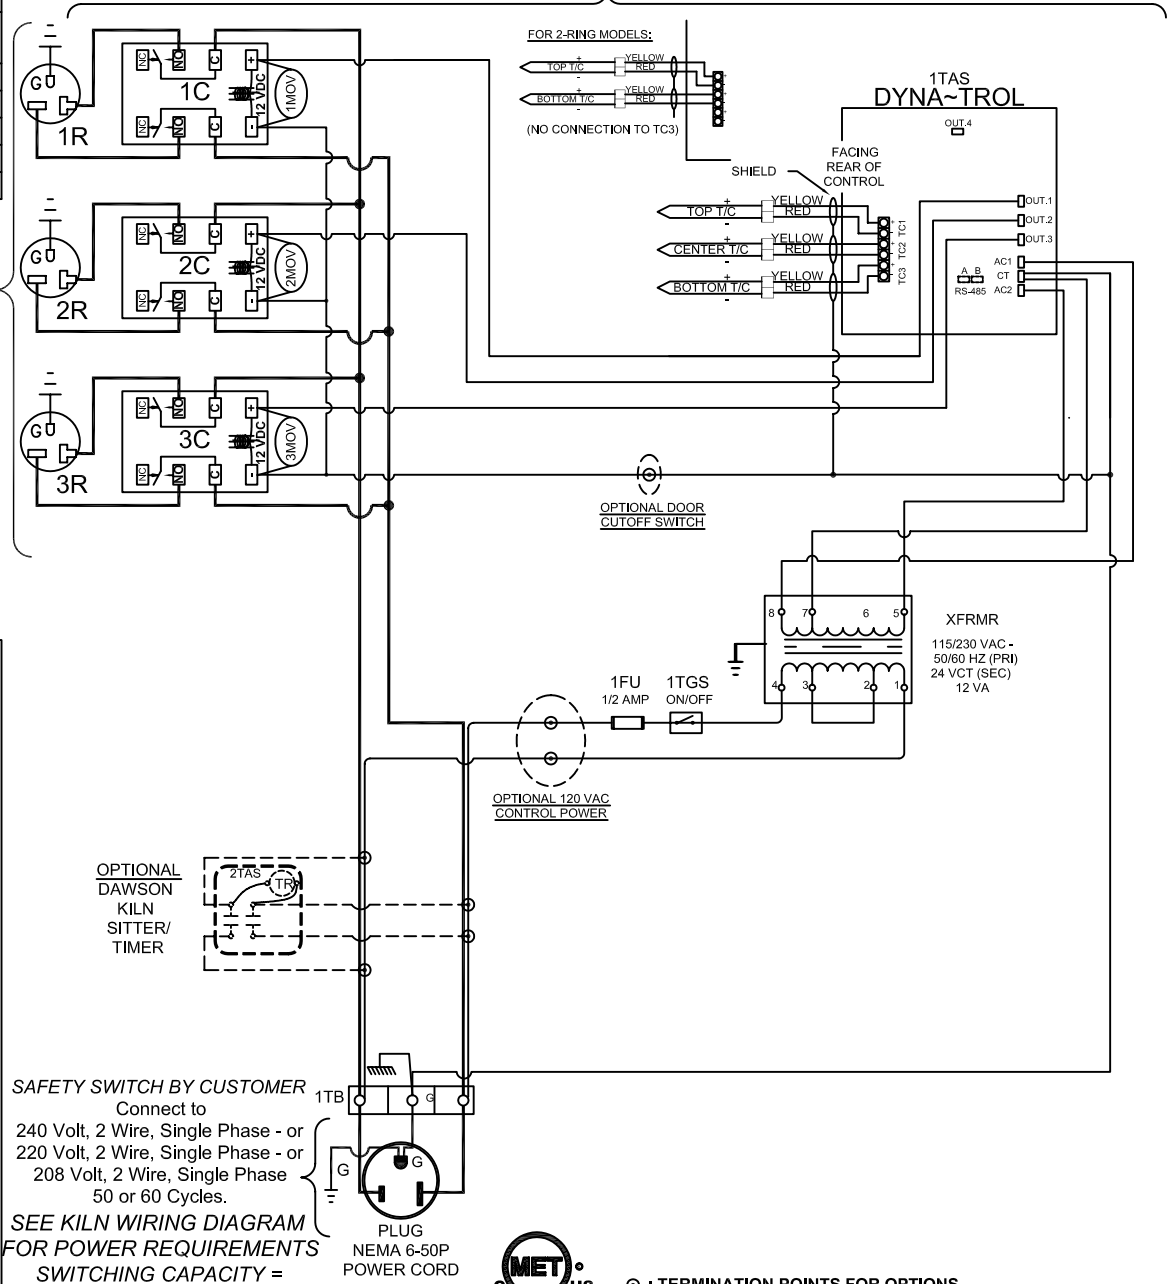 FOR 2-RING MODELS:
+ YELLOW
TOP T/C RED
-
+ YELLOW
BOTTOM T/C RED
-
(NO CONNECTION TO TC3)
1TAS
DYNA~TROL
OUT.4
FACING
REAR OF
CONTROL
SHIELD
+ YELLOW
TOP T/C RED
-
+ YELLOW
CENTER T/C RED
-
+ YELLOW
BOTTOM T/C RED
-
+ - TC1
+ - TC2
+ - TC3
OUT.1
OUT.2
OUT.3
AC1
CT
AC2
A B
RS-485
G
1R
NC NO C +
1C
12 VDC
1MOV
NC NO C -
G
2R
NC NO C +
2C
12 VDC
2MOV
NC NO C -
G
3R
NC NO C +
3C
12 VDC
3MOV
NC NO C -
OPTIONAL DOOR
CUTOFF SWITCH
8 7 6 5
4 3 2 1
XFRMR
115/230 VAC -
50/60 HZ (PRI)
24 VCT (SEC)
12 VA
1FU
1/2 AMP
1TGS
ON/OFF
OPTIONAL 120 VAC
CONTROL POWER
OPTIONAL
DAWSON
KILN
SITTER/
TIMER
2TAS
TR
1TB
G
G
G
SAFETY SWITCH BY CUSTOMER
Connect to
240 Volt, 2 Wire, Single Phase - or
220 Volt, 2 Wire, Single Phase - or
208 Volt, 2 Wire, Single Phase
50 or 60 Cycles.
SEE KILN WIRING DIAGRAM
FOR POWER REQUIREMENTS
SWITCHING CAPACITY =
PLUG
NEMA 6-50P
POWER CORD
MET
c us
: TERMINATION POINTS FOR OPTIONS